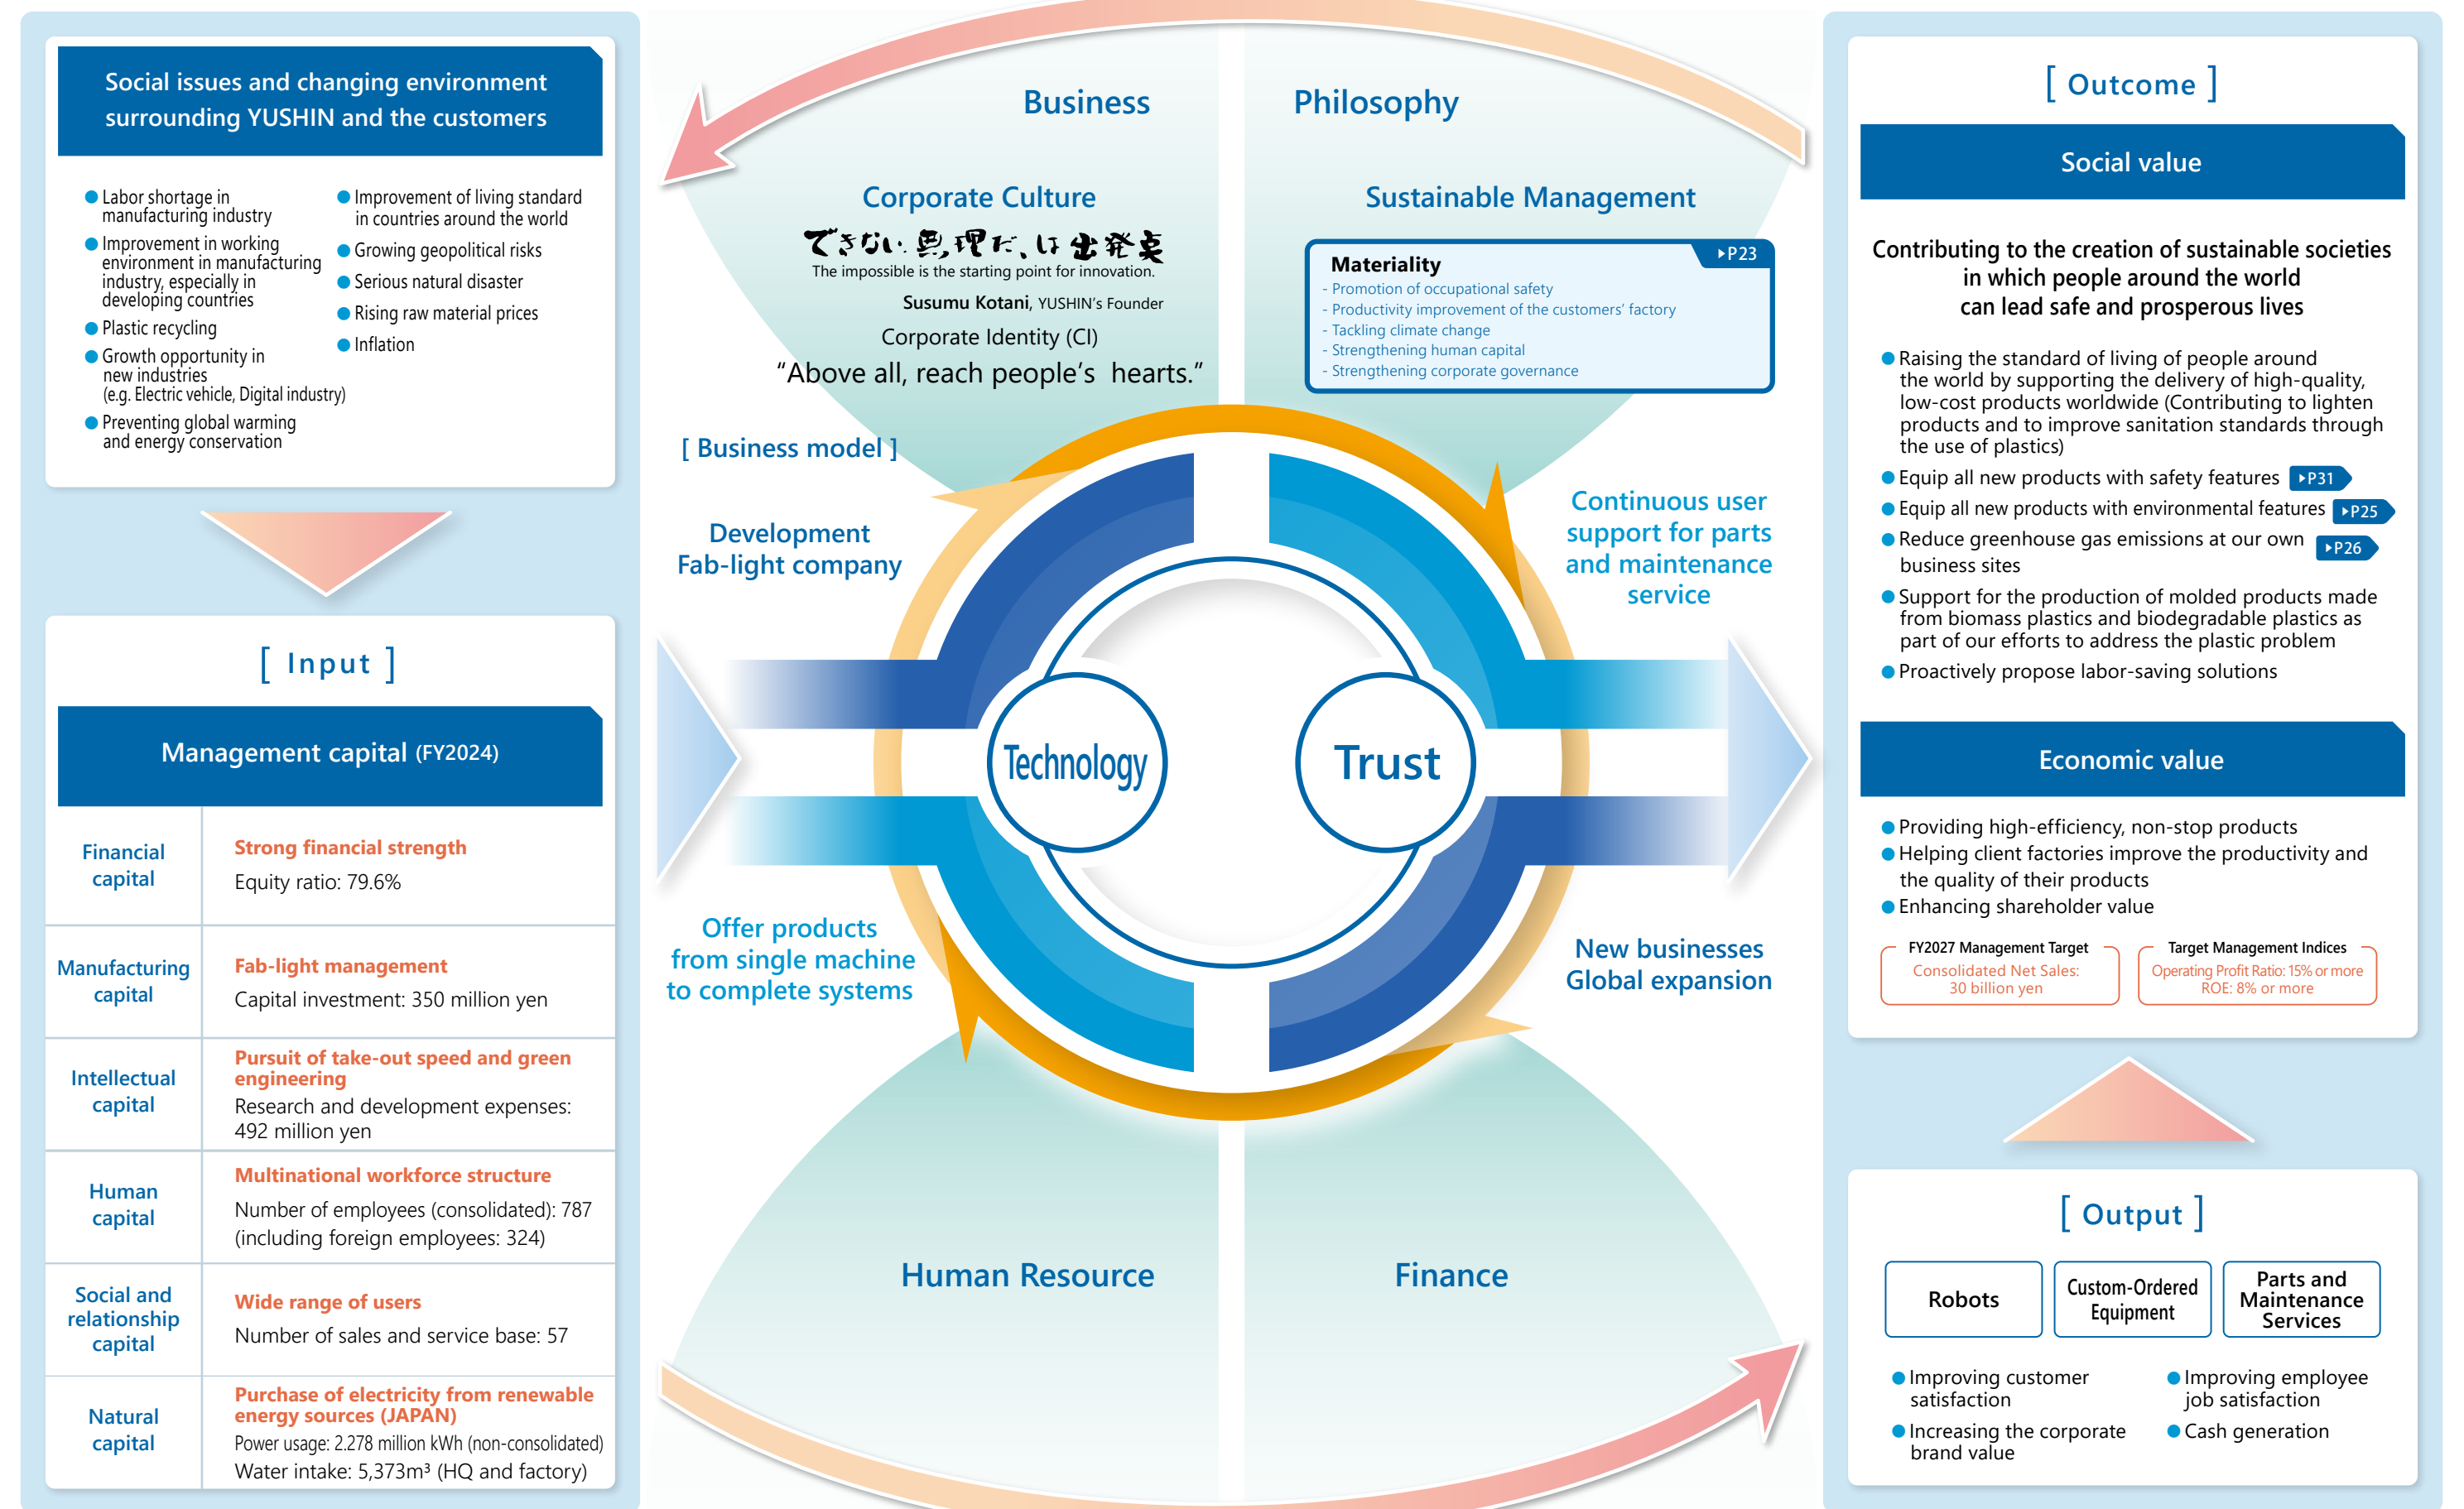 Social issues and changing environment
surrounding YUSHIN and the customers
● Labor shortage in
manufacturing industry
● Improvement in working
environment in manufacturing
industry, especially in
developing countries
● Plastic recycling
● Growth opportunity in
new industries
(e.g. Electric vehicle, Digital industry)
● Preventing global warming
and energy conservation
● Improvement of living standard
in countries around the world
● Growing geopolitical risks
● Serious natural disaster
● Rising raw material prices
● Inflation
[ Input ]
Management capital (FY2024)
Financial
capital
Strong financial strength
Equity ratio: 79.6%
Manufacturing
capital
Fab-light management
Capital investment: 350 million yen
Intellectual
capital
Pursuit of take-out speed and green
engineering
Research and development expenses:
492 million yen
Human
capital
Multinational workforce structure
Number of employees (consolidated): 787
(including foreign employees: 324)
Social and
relationship
capital
Wide range of users
Number of sales and service base: 57
Natural
capital
Purchase of electricity from renewable
energy sources (JAPAN)
Power usage: 2.278 million kWh (non-consolidated)
Water intake: 5,373m³ (HQ and factory)
Business
Philosophy
Corporate Culture
できない.無理だ、は出発点
The impossible is the starting point for innovation.
Susumu Kotani, YUSHIN's Founder
Corporate Identity (CI)
“Above all, reach people’s hearts.”
Sustainable Management
Materiality
▶P23
- Promotion of occupational safety
- Productivity improvement of the customers’ factory
- Tackling climate change
- Strengthening human capital
- Strengthening corporate governance
[ Business model ]
Development
Fab-light company
Continuous user
support for parts
and maintenance
service
Technology
Trust
Offer products
from single machine
to complete systems
New businesses
Global expansion
Human Resource
Finance
[ Outcome ]
Social value
Contributing to the creation of sustainable societies
in which people around the world
can lead safe and prosperous lives
● Raising the standard of living of people around
the world by supporting the delivery of high-quality,
low-cost products worldwide (Contributing to lighten
products and to improve sanitation standards through
the use of plastics)
● Equip all new products with safety features ▶P31
● Equip all new products with environmental features ▶P25
● Reduce greenhouse gas emissions at our own ▶P26
business sites
● Support for the production of molded products made
from biomass plastics and biodegradable plastics as
part of our efforts to address the plastic problem
● Proactively propose labor-saving solutions
Economic value
● Providing high-efficiency, non-stop products
● Helping client factories improve the productivity and
the quality of their products
● Enhancing shareholder value
FY2027 Management Target
Consolidated Net Sales:
30 billion yen
Target Management Indices
Operating Profit Ratio: 15% or more
ROE: 8% or more
[ Output ]
Robots
Custom-Ordered
Equipment
Parts and
Maintenance
Services
● Improving customer
satisfaction
● Increasing the corporate
brand value
● Improving employee
job satisfaction
● Cash generation